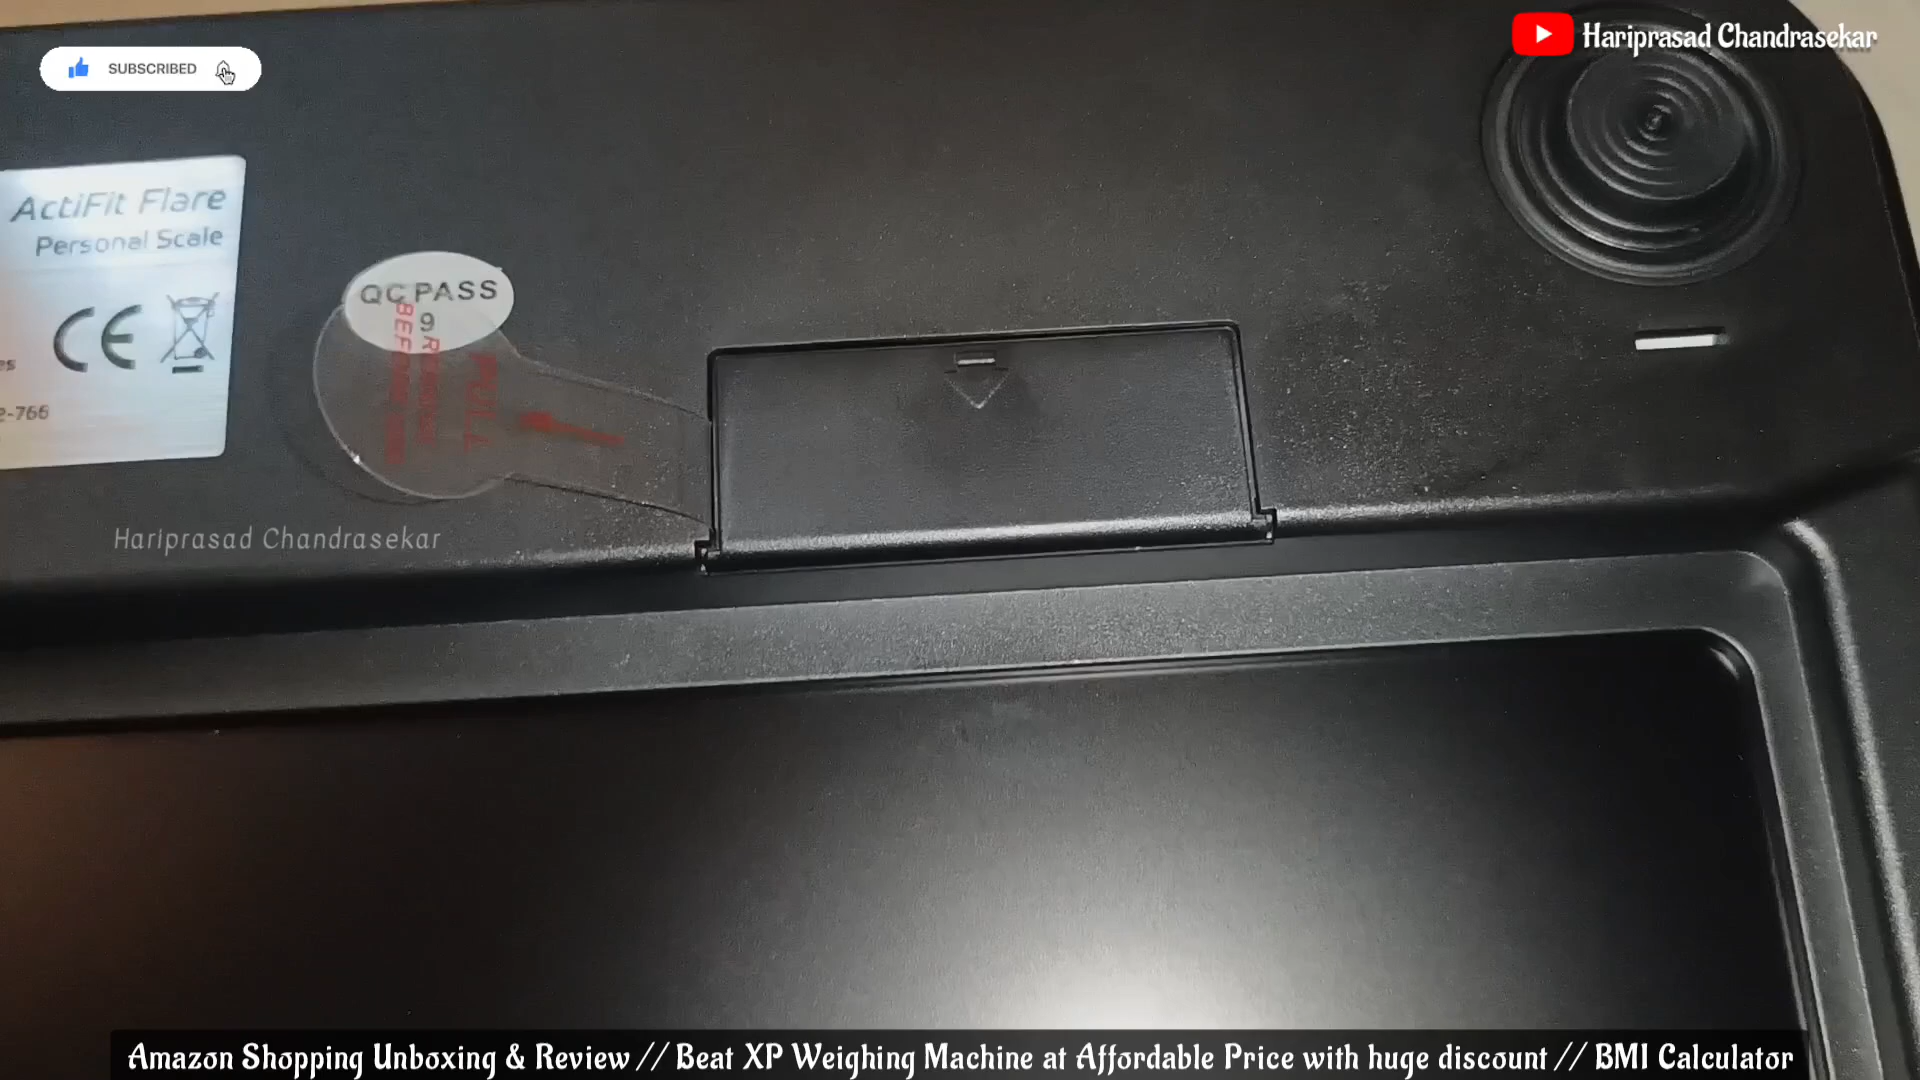 SUBSCRIBED
Hariprasad Chandrasekar
ActiFit Flare
Personal Scale
CE
QC PASS
9
PULL
-766
Hariprasad Chandrasekar
Amazon Shopping Unboxing & Review // Beat XP Weighing Machine at Affordable Price with huge discount // BMI Calculator